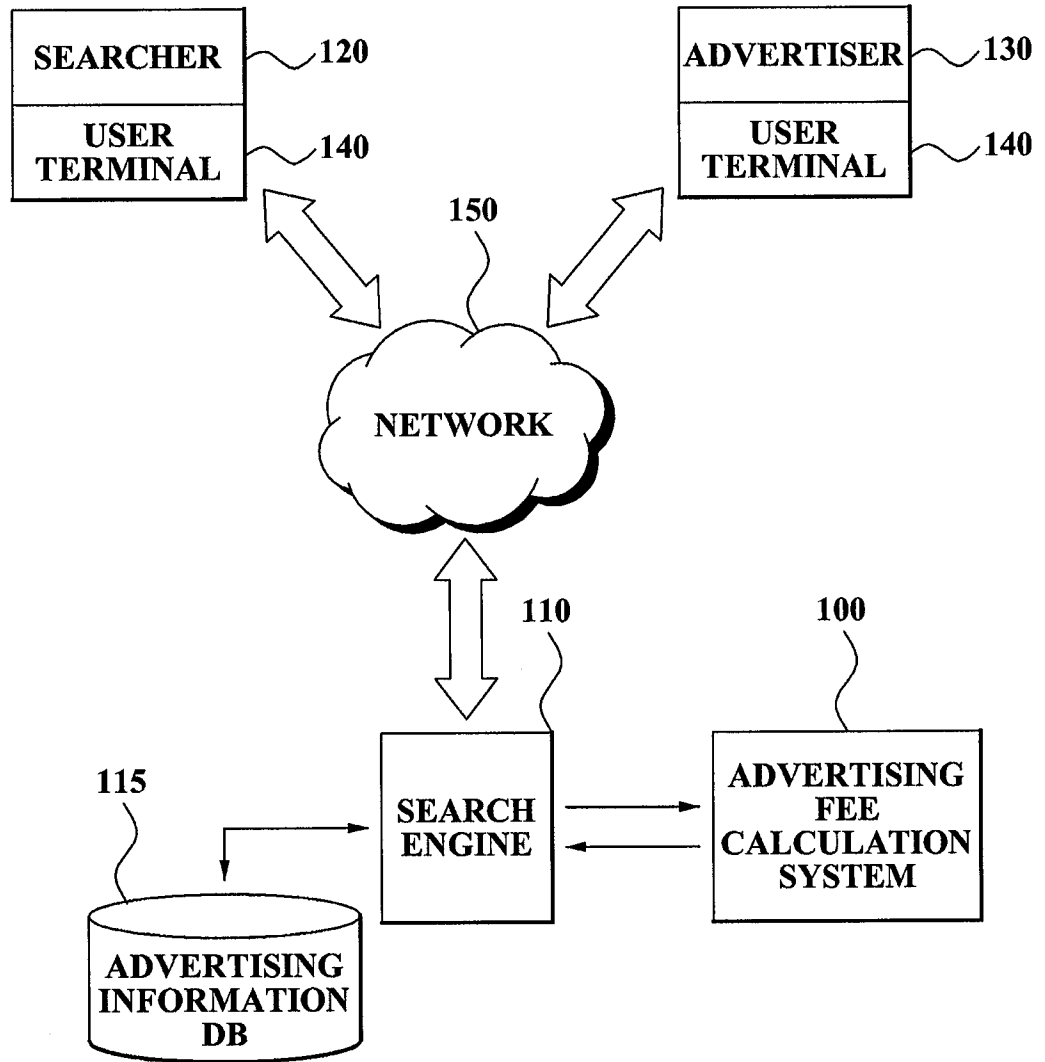 SEARCHER
120
USER
TERMINAL
140
ADVERTISER
130
USER
TERMINAL
140
150
NETWORK
110
100
SEARCH
ENGINE
ADVERTISING
FEE
CALCULATION
SYSTEM
115
ADVERTISING
INFORMATION
DB